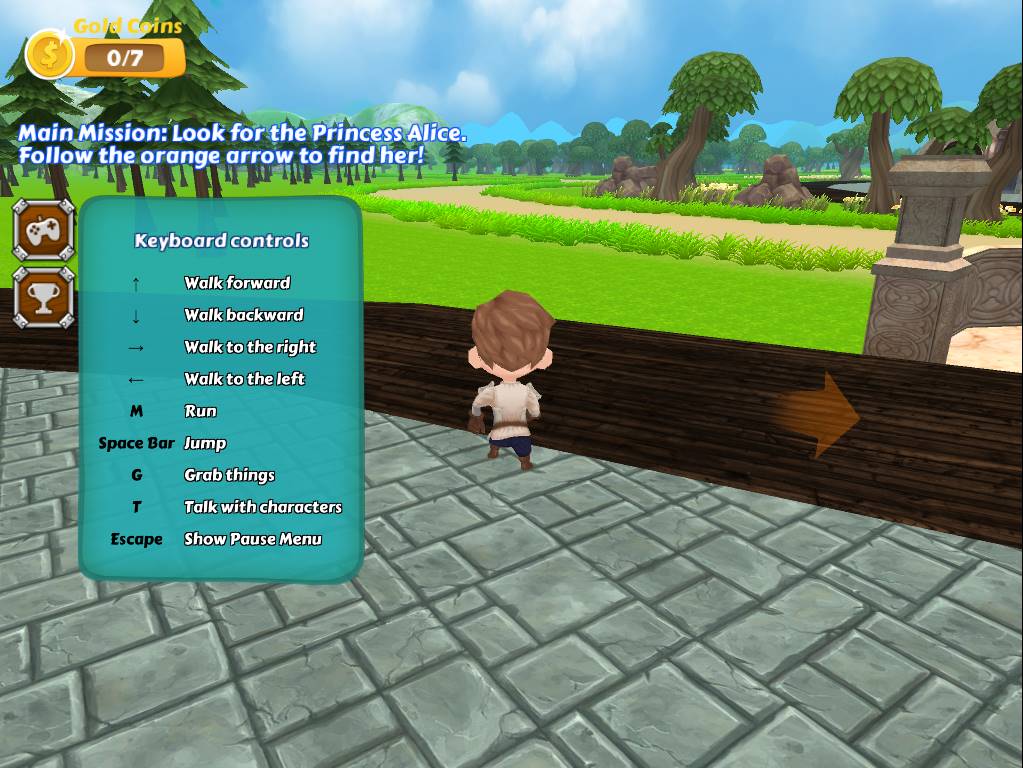 Gold Coins
0/7
Main Mission: Look for the Princess Alice.
Follow the orange arrow to find her!
Keyboard controls
↑ Walk forward
↓ Walk backward
→ Walk to the right
← Walk to the left
M Run
Space Bar Jump
G Grab things
T Talk with characters
Escape Show Pause Menu